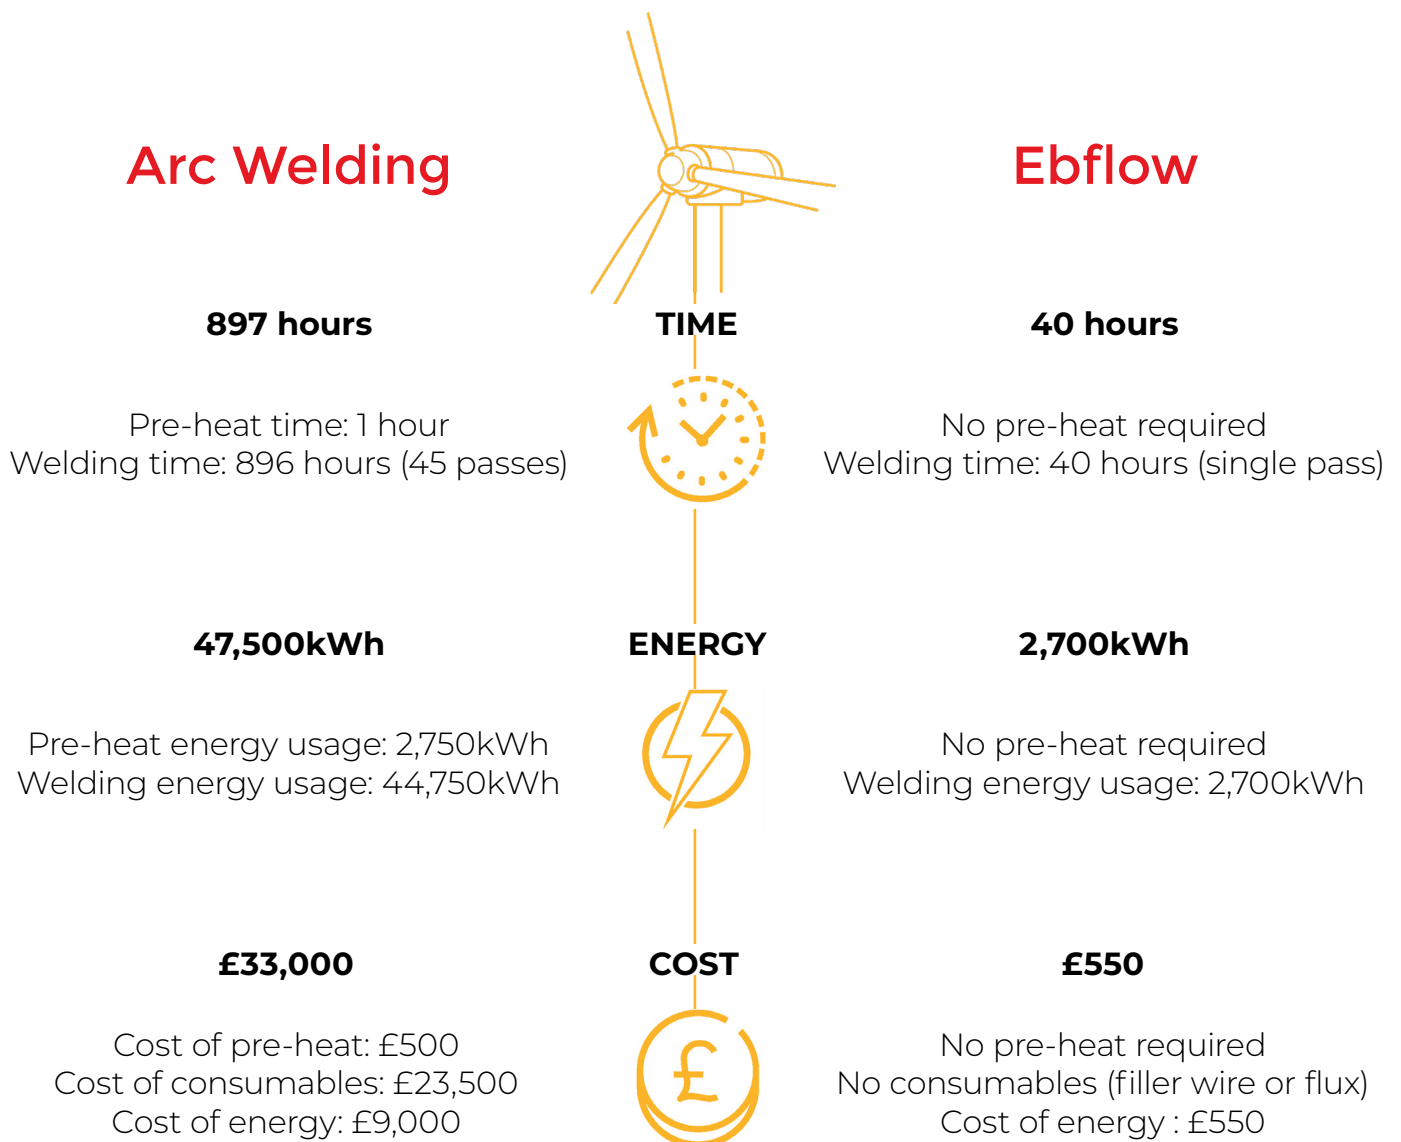 Arc Welding
Ebflow
897 hours
TIME
40 hours
Pre-heat time: 1 hour
Welding time: 896 hours (45 passes)
No pre-heat required
Welding time: 40 hours (single pass)
47,500kWh
ENERGY
2,700kWh
Pre-heat energy usage: 2,750kWh
Welding energy usage: 44,750kWh
No pre-heat required
Welding energy usage: 2,700kWh
£33,000
COST
£550
Cost of pre-heat: £500
Cost of consumables: £23,500
Cost of energy: £9,000
£
No pre-heat required
No consumables (filler wire or flux)
Cost of energy : £550